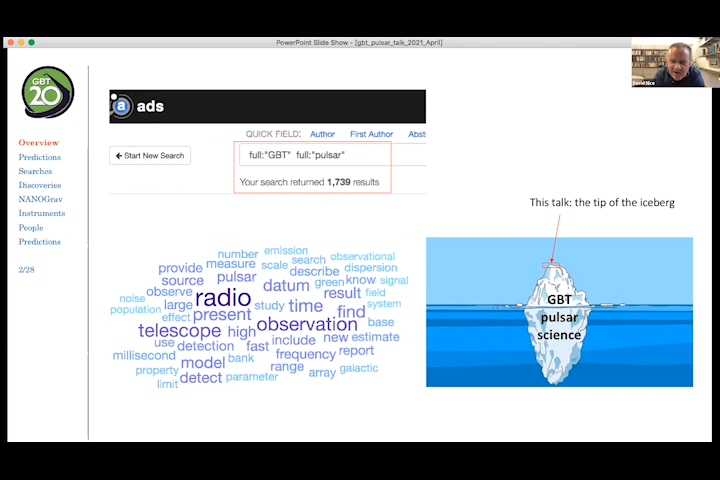 PowerPoint Slide Show - [gbt_pulsar_talk_2021_April]
GBT
20
Overview
Predictions
Searches
Discoveries
NANOGrav
Instruments
People
Predictions
2/28
a ads
QUICK FIELD: Author First Author Abst
← Start New Search
full:"GBT" full:"pulsar"
Your search returned 1,739 results
number emission
provide measure scale search observational
source pulsar describe dispersion
observe datum green know signal
noise large radio study time result field
population present find system
effect
telescope high observation base
use detection fast include new estimate
millisecond model bank frequency report
property detect parameter range array galactic
limit
This talk: the tip of the iceberg
GBT
pulsar
science
David Nice